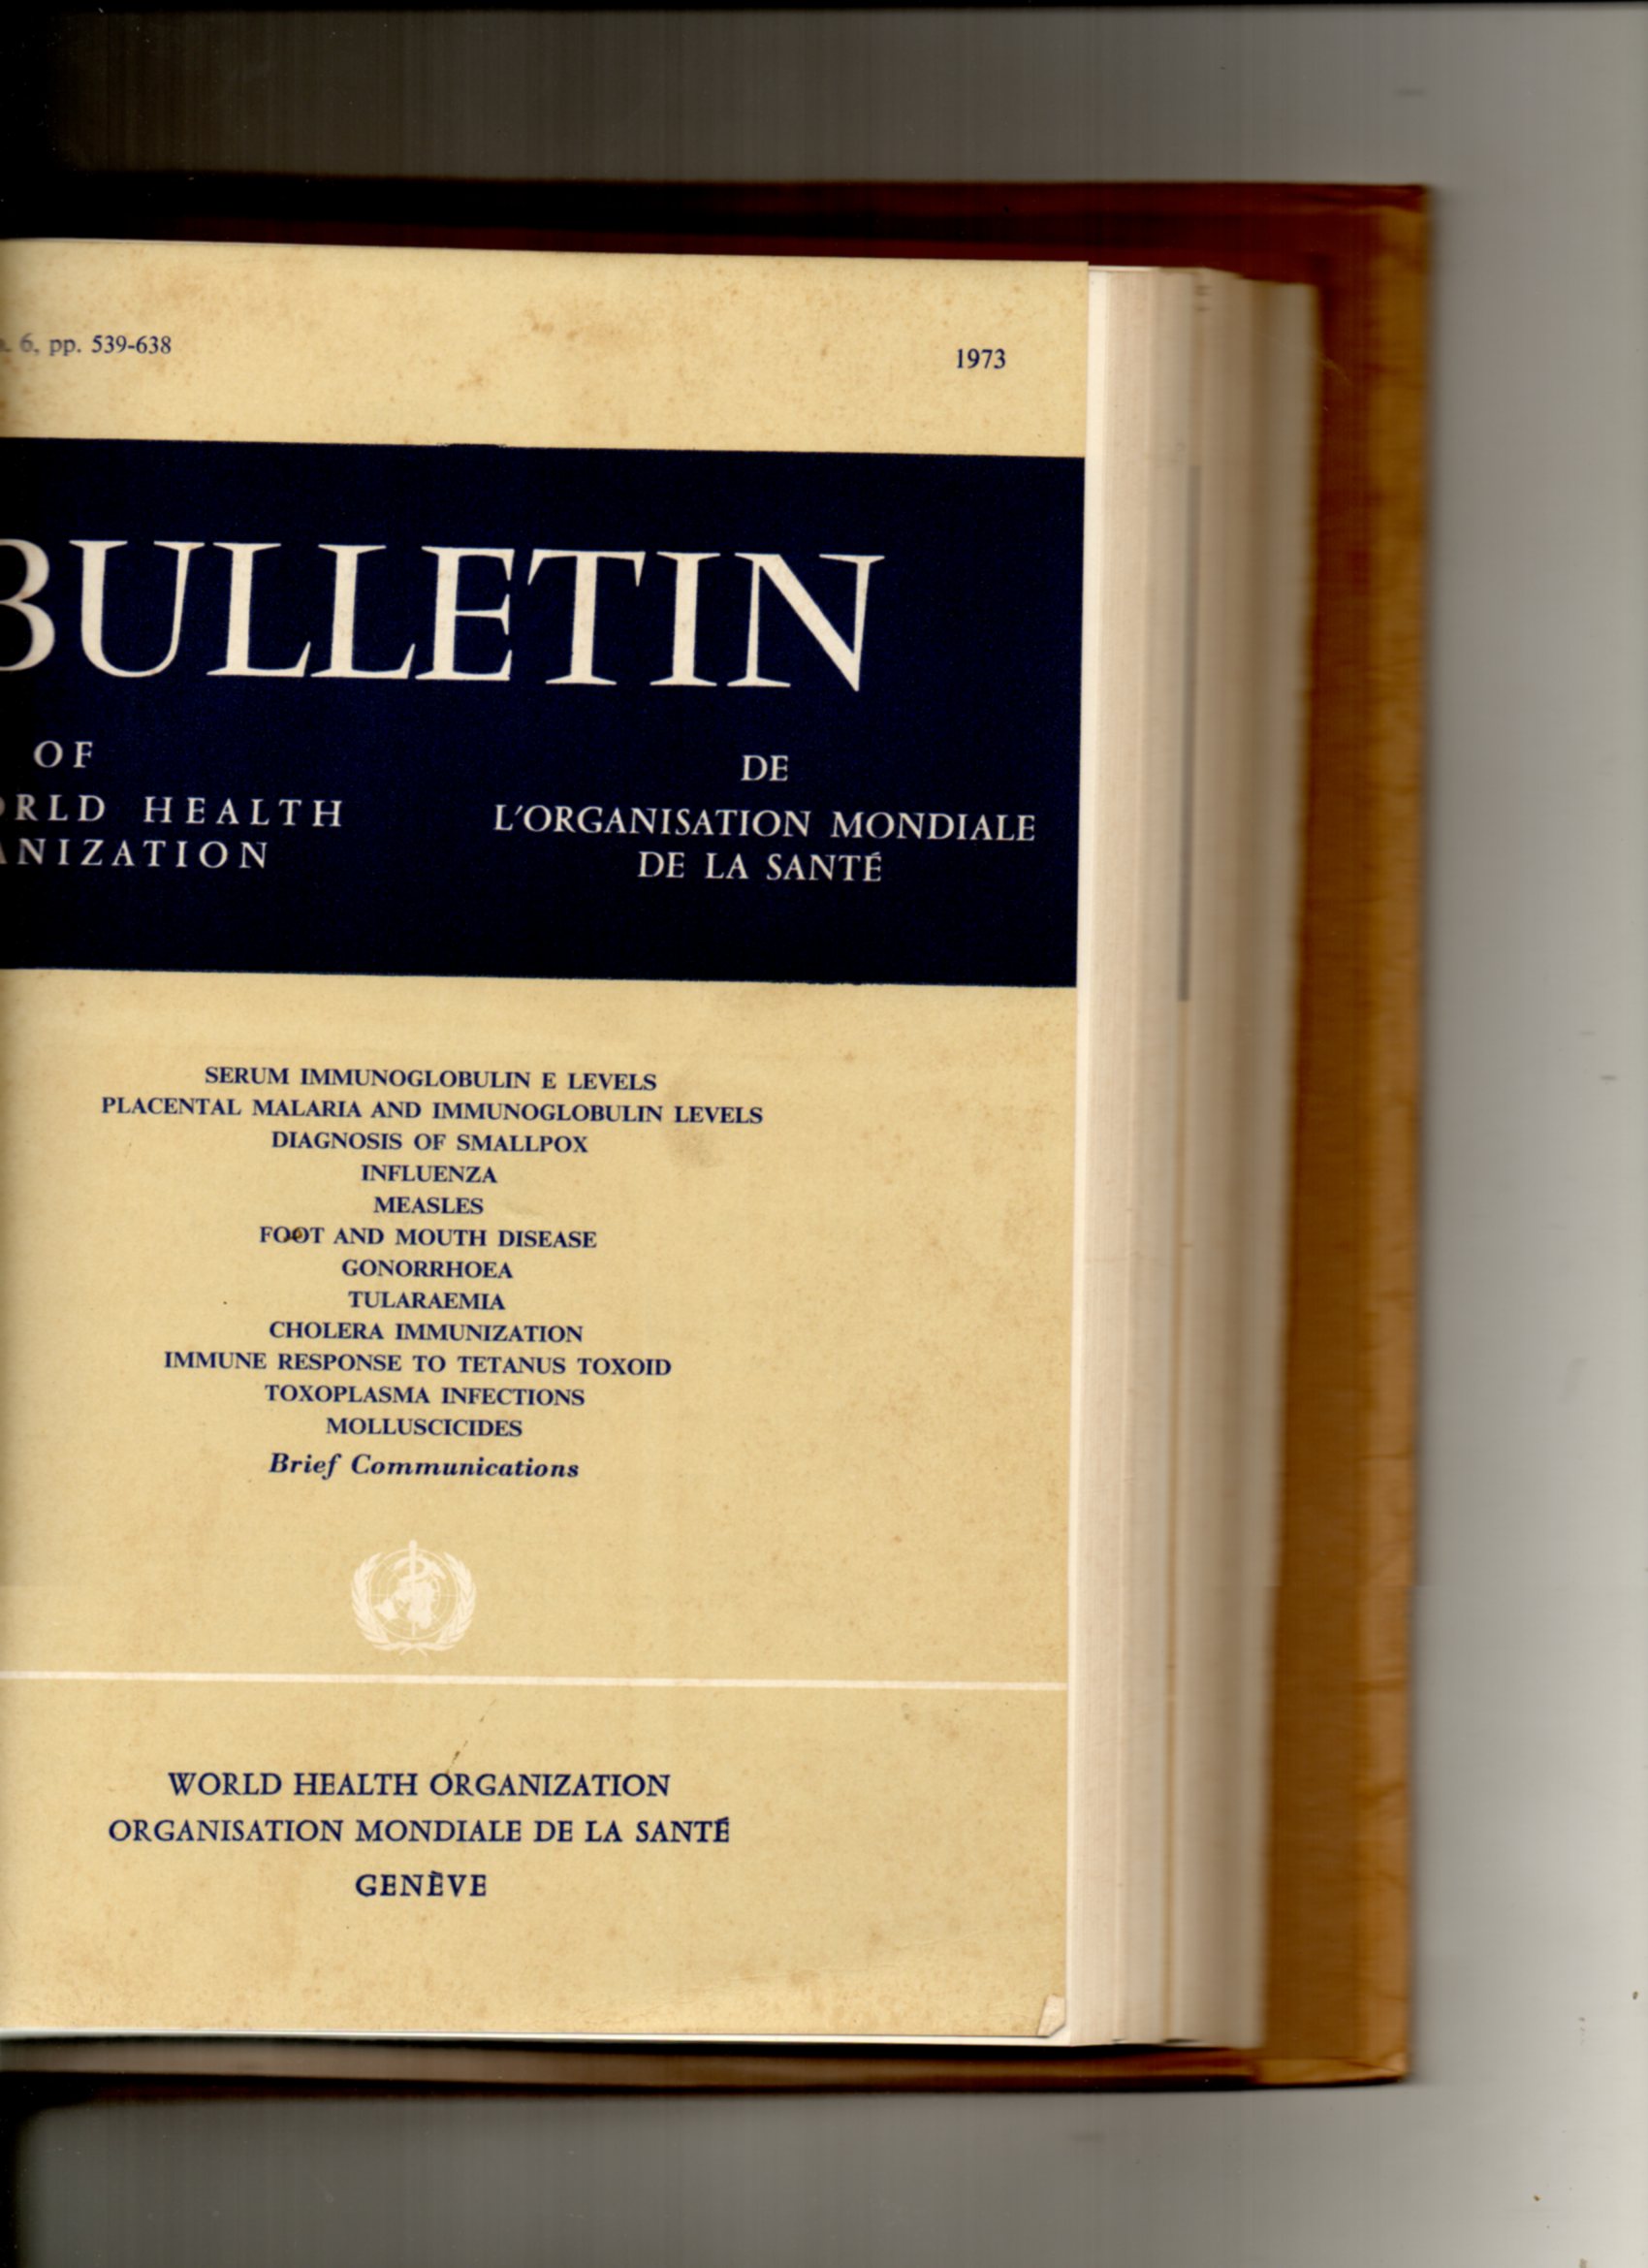 6, pp. 539-638
1973
BULLETIN
OF
DE
RLD HEALTH
L'ORGANISATION MONDIALE
NIZATION
DE LA SANTÉ
SERUM IMMUNOGLOBULIN E LEVELS
PLACENTAL MALARIA AND IMMUNOGLOBULIN LEVELS
DIAGNOSIS OF SMALLPOX
INFLUENZA
MEASLES
FOOT AND MOUTH DISEASE
GONORRHOEA
TULARAEMIA
CHOLERA IMMUNIZATION
IMMUNE RESPONSE TO TETANUS TOXOID
TOXOPLASMA INFECTIONS
MOLLUSCICIDES
Brief Communications
WORLD HEALTH ORGANIZATION
ORGANISATION MONDIALE DE LA SANTÉ
GENÈVE